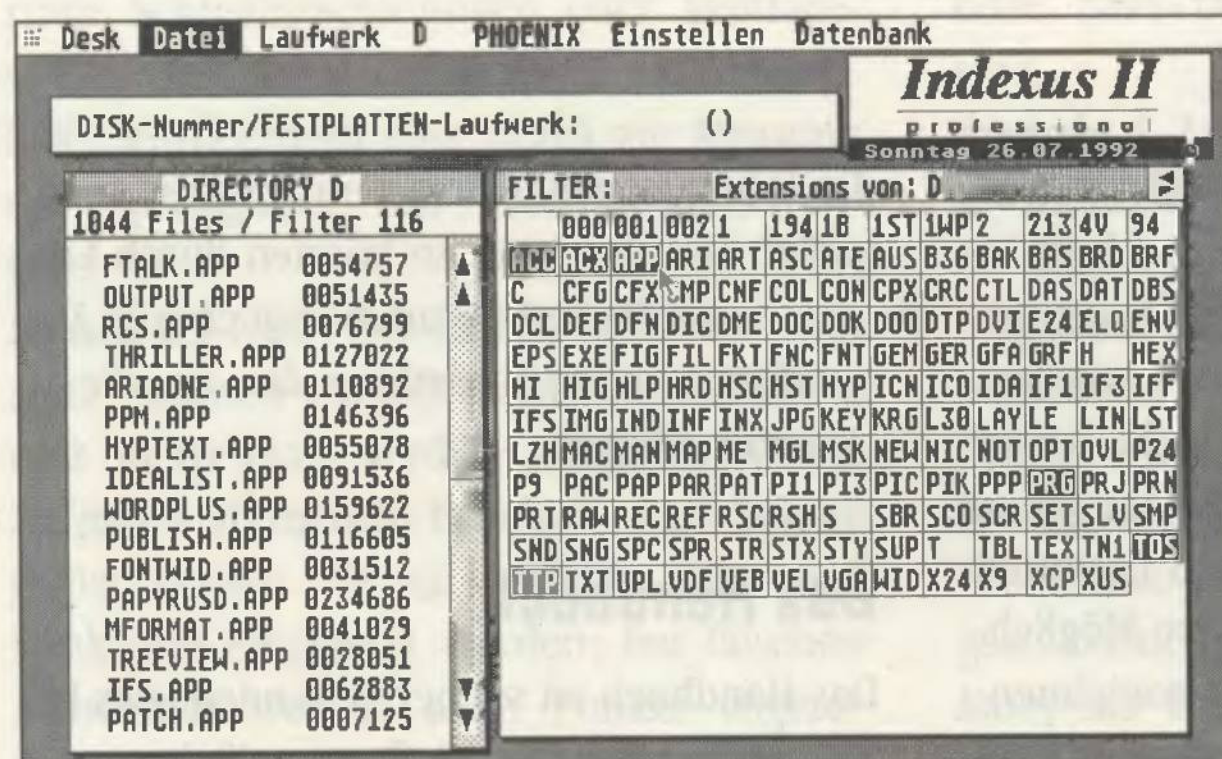 Desk Datei Laufwerk D PHOENIX Einstellen Datenbank
Indexus II
professional
Sonntag 26.07.1992
DISK-Nummer/FESTPLATTEN-Laufwerk: ()
DIRECTORY D
1044 Files / Filter 116
FTALK.APP 0054757
OUTPUT.APP 0051435
RCS.APP 0076799
THRILLER.APP 0127022
ARIADNE.APP 0110892
PPM.APP 0146396
HYPTEXT.APP 0055078
IDEALIST.APP 0091536
WORDPLUS.APP 0159622
PUBLISH.APP 0116605
FONTWID.APP 0031512
PAPYRUSD.APP 0234686
MFORMAT.APP 0041029
TREEVIEW.APP 0028051
IFS.APP 0062883
PATCH.APP 0007125
FILTER: Extensions von: D
000 001 002 1 194 1B 1ST 1WP 2 213 4V 94
ACC ACX APP ARI ART ASC ATE AUS B36 BAK BAS BRD BRF
C CFG CFX CMP CNF COL CON CPX CRC CTL DAS DAT DBS
DCL DEF DFN DIC DME DOC DOK DOO DTP DVI E24 ELQ ENV
EPS EXE FIG FIL FKT FNC FNT GEM GER GFA GRF H HEX
HI HIG HLP HRD HSC HST HYP ICN ICO IDA IF1 IF3 IFF
IFS IMG IND INF INX JPG KEY KRG L30 LAY LE LIN LST
LZH MAC MAN MAP ME MGL MSK NEW NIC NOT OPT OVL P24
P9 PAC PAP PAR PAT PI1 PI3 PIC PIK PPP PRG PRJ PRN
PRT RAW REC REF RSC RSH S SBR SCO SCR SET SLV SMP
SND SNG SPC SPR STR STX STY SUP T TBL TEX TN1 TOS
TTP TXT UPL VDF VEB VEL VGA WID X24 X9 XCP XUS